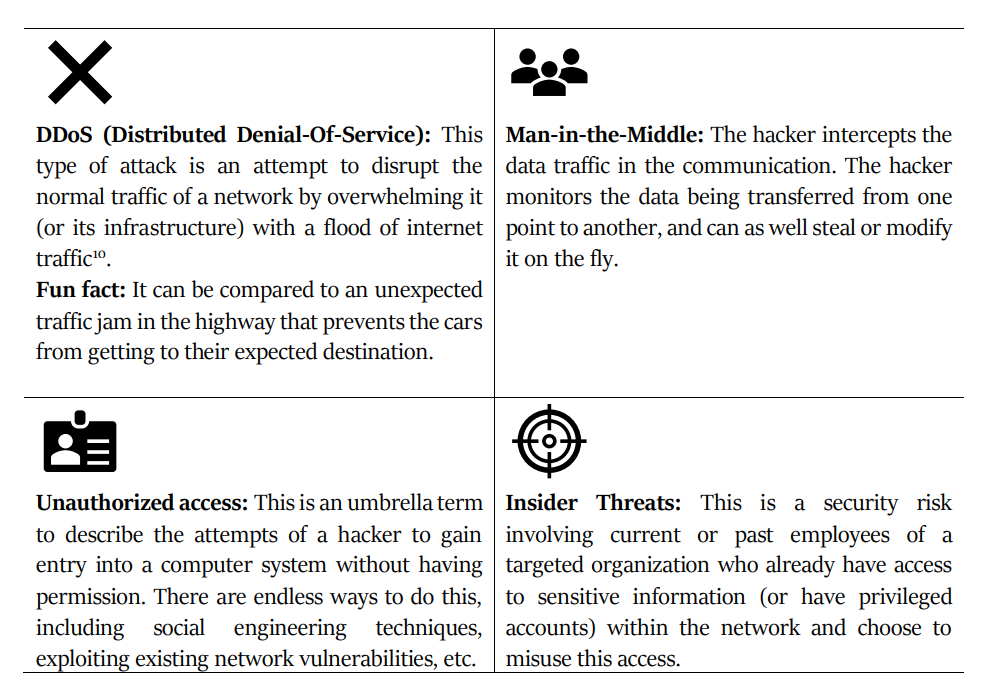 DDoS (Distributed Denial-Of-Service): This
type of attack is an attempt to disrupt the
normal traffic of a network by overwhelming it
(or its infrastructure) with a flood of internet
traffic¹⁰.
Fun fact: It can be compared to an unexpected
traffic jam in the highway that prevents the cars
from getting to their expected destination.
Man-in-the-Middle: The hacker intercepts the
data traffic in the communication. The hacker
monitors the data being transferred from one
point to another, and can as well steal or modify
it on the fly.
Unauthorized access: This is an umbrella term
to describe the attempts of a hacker to gain
entry into a computer system without having
permission. There are endless ways to do this,
including social engineering techniques,
exploiting existing network vulnerabilities, etc.
Insider Threats: This is a security risk
involving current or past employees of a
targeted organization who already have access
to sensitive information (or have privileged
accounts) within the network and choose to
misuse this access.